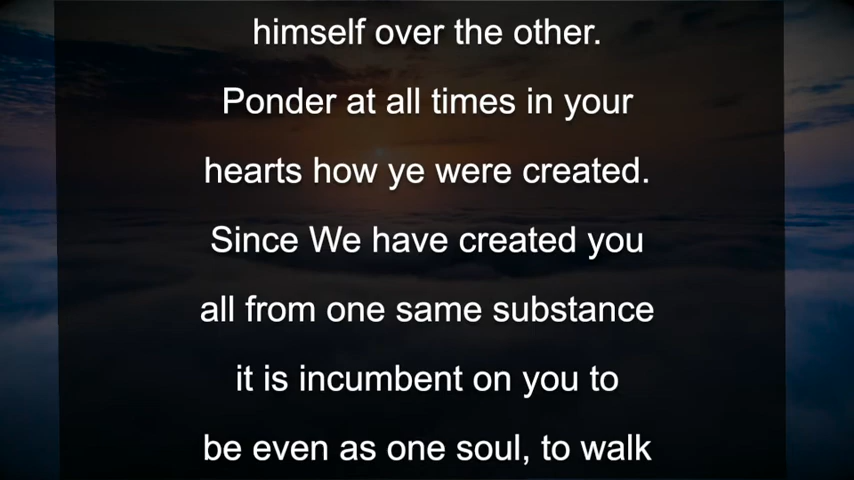 himself over the other.
Ponder at all times in your
hearts how ye were created.
Since We have created you
all from one same substance
it is incumbent on you to
be even as one soul, to walk